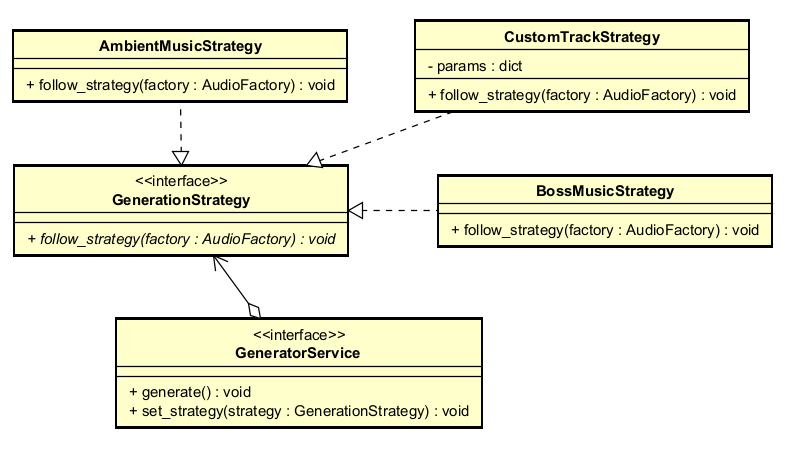 AmbientMusicStrategy
+ follow_strategy(factory : AudioFactory) : void
CustomTrackStrategy
- params : dict
+ follow_strategy(factory : AudioFactory) : void
<<interface>>
GenerationStrategy
+ follow_strategy(factory : AudioFactory) : void
BossMusicStrategy
+ follow_strategy(factory : AudioFactory) : void
<<interface>>
GeneratorService
+ generate() : void
+ set_strategy(strategy : GenerationStrategy) : void